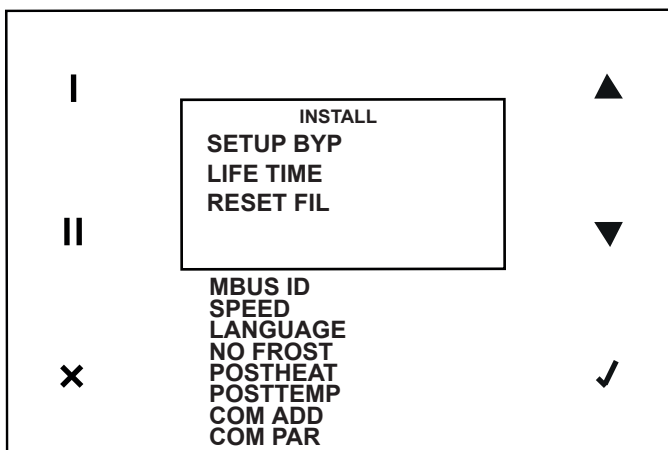 I
INSTALL
SETUP BYP
LIFE TIME
RESET FIL
II
MBUS ID
SPEED
LANGUAGE
NO FROST
POSTHEAT
POSTTEMP
COM ADD
COM PAR